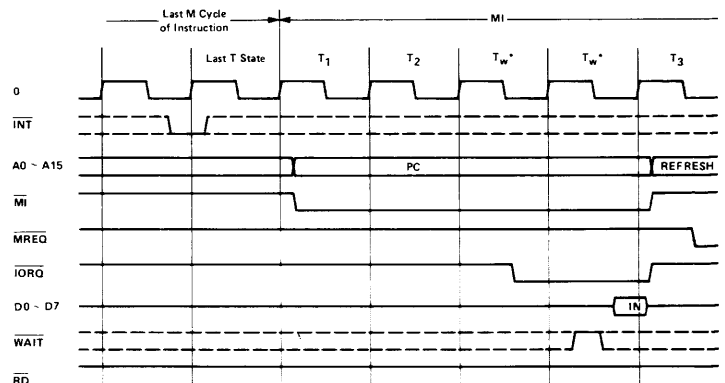 Last M Cycle
of Instruction
MI
Last T State
T1
T2
Tw*
Tw*
T3
0
INT
A0 ~ A15
PC
REFRESH
MI
MREQ
IORQ
D0 ~ D7
IN
WAIT
RD